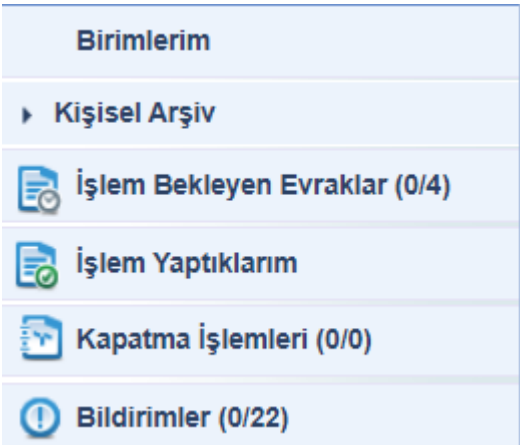 Birimlerim
Kişisel Arşiv
İşlem Bekleyen Evraklar (0/4)
İşlem Yaptıklarım
Kapatma İşlemleri (0/0)
Bildirimler (0/22)